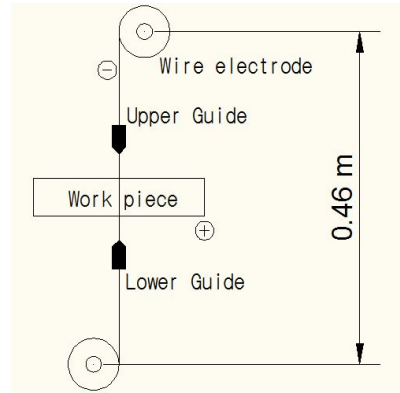 ⊖
Wire electrode
Upper Guide
Work piece
⊕
Lower Guide
0.46 m